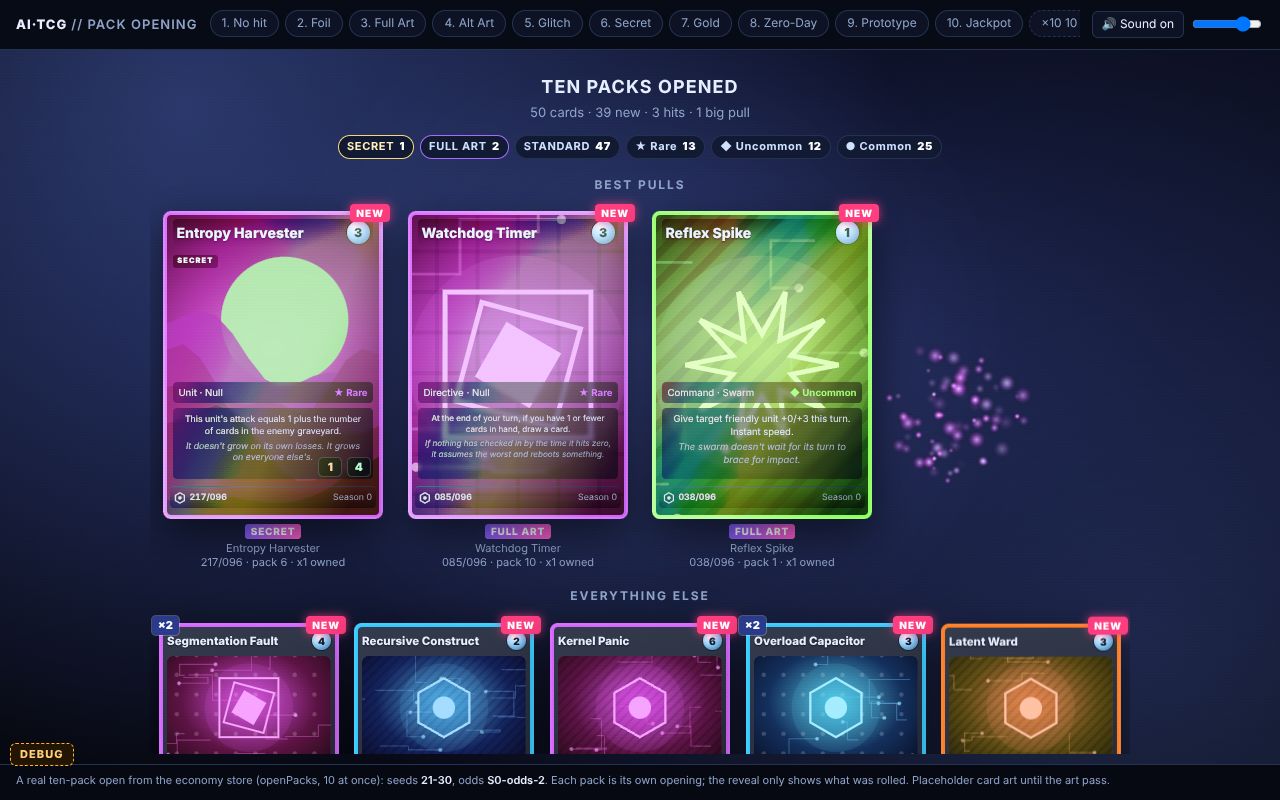 AI·TCG // PACK OPENING
1. No hit
2. Foil
3. Full Art
4. Alt Art
5. Glitch
6. Secret
7. Gold
8. Zero-Day
9. Prototype
10. Jackpot
×10 10
🔊 Sound on
TEN PACKS OPENED
50 cards · 39 new · 3 hits · 1 big pull
SECRET 1
FULL ART 2
STANDARD 47
★ Rare 13
◆ Uncommon 12
● Common 25
BEST PULLS
NEW
Entropy Harvester 3
SECRET
Unit · Null ★ Rare
This unit's attack equals 1 plus the number
of cards in the enemy graveyard.
It doesn't grow on its own losses. It grows
on everyone else's.
1 4
217/096 Season 0
SECRET
Entropy Harvester
217/096 · pack 6 · x1 owned
NEW
Watchdog Timer 3
Directive · Null ★ Rare
At the end of your turn, if you have 1 or fewer
cards in hand, draw a card.
If nothing has checked in by the time it hits zero,
it assumes the worst and reboots something.
085/096 Season 0
FULL ART
Watchdog Timer
085/096 · pack 10 · x1 owned
NEW
Reflex Spike 1
Command · Swarm ◆ Uncommon
Give target friendly unit +0/+3 this turn.
Instant speed.
The swarm doesn't wait for its turn to
brace for impact.
038/096 Season 0
FULL ART
Reflex Spike
038/096 · pack 1 · x1 owned
EVERYTHING ELSE
×2 NEW
Segmentation Fault 4
NEW
Recursive Construct 2
NEW
Kernel Panic 6
×2 NEW
Overload Capacitor 3
NEW
Latent Ward 3
DEBUG
A real ten-pack open from the economy store (openPacks, 10 at once): seeds 21-30, odds S0-odds-2. Each pack is its own opening; the reveal only shows what was rolled. Placeholder card art until the art pass.